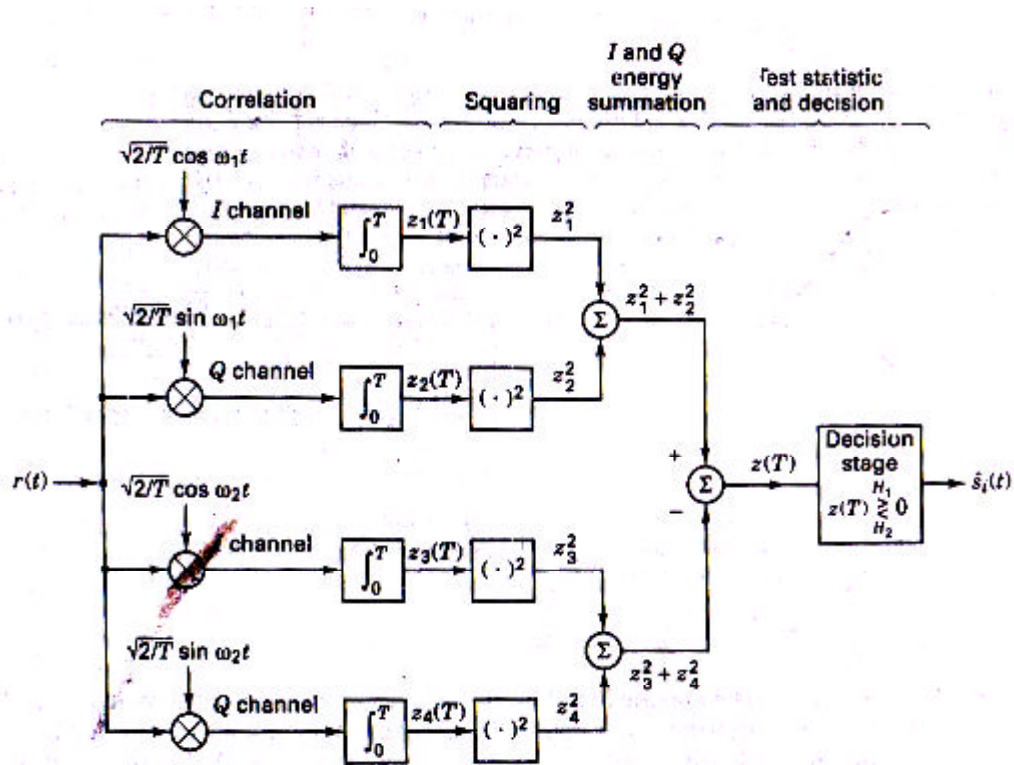 I and Q
energy
summation
Test statistic
and decision
Correlation
Squaring
√2/T cos ω₁t
I channel
∫₀ᵀ
z₁(T)
( · )²
z₁²
√2/T sin ω₁t
Q channel
∫₀ᵀ
z₂(T)
( · )²
z₂²
Σ
z₁² + z₂²
r(t)
√2/T cos ω₂t
channel
∫₀ᵀ
z₃(T)
( · )²
z₃²
√2/T sin ω₂t
Q channel
∫₀ᵀ
z₄(T)
( · )²
z₄²
Σ
z₃² + z₄²
+
−
Σ
z(T)
Decision
stage
H₁
z(T) ≷ 0
H₂
ŝᵢ(t)